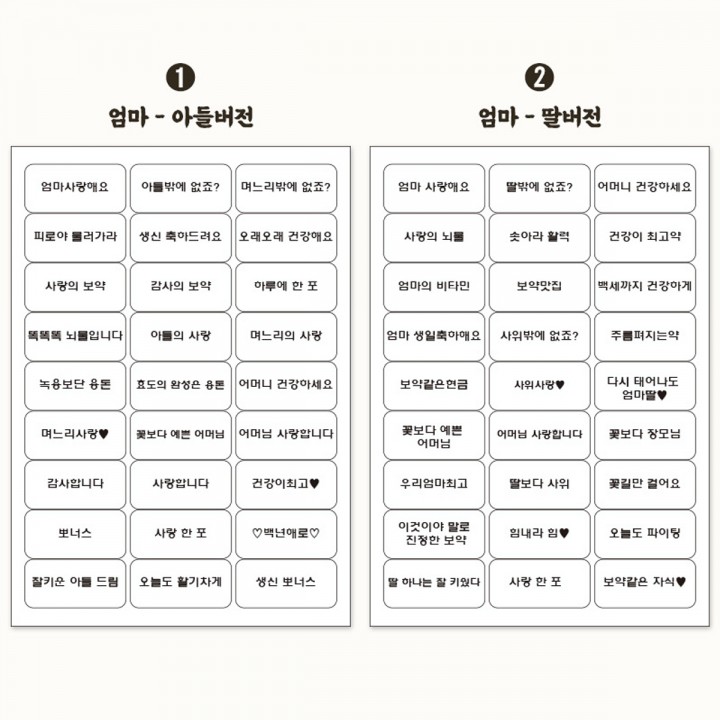 1
엄마 - 아들버전
엄마사랑해요
아들밖에 없죠?
며느리밖에 없죠?
피로야 물러가라
생신 축하드려요
오래오래 건강해요
사랑의 보약
감사의 보약
하루에 한 포
똑똑똑 뇌물입니다
아들의 사랑
며느리의 사랑
녹용보단 용돈
효도의 완성은 용돈
어머니 건강하세요
며느리사랑♥
꽃보다 예쁜 어머님
어머님 사랑합니다
감사합니다
사랑합니다
건강이최고♥
뽀너스
사랑 한 포
♡백년애로♡
잘키운 아들 드림
오늘도 활기차게
생신 뽀너스
2
엄마 - 딸버전
엄마 사랑해요
딸밖에 없죠?
어머니 건강하세요
사랑의 뇌물
솟아라 활력
건강이 최고약
엄마의 비타민
보약맛집
백세까지 건강하게
엄마 생일축하해요
사위밖에 없죠?
주름펴지는약
보약같은현금
사위사랑♥
다시 태어나도
엄마딸♥
꽃보다 예쁜
어머님
어머님 사랑합니다
꽃보다 장모님
우리엄마최고
딸보다 사위
꽃길만 걸어요
이것이야 말로
진정한 보약
힘내라 힘♥
오늘도 파이팅
딸 하나는 잘 키웠다
사랑 한 포
보약같은 자식♥